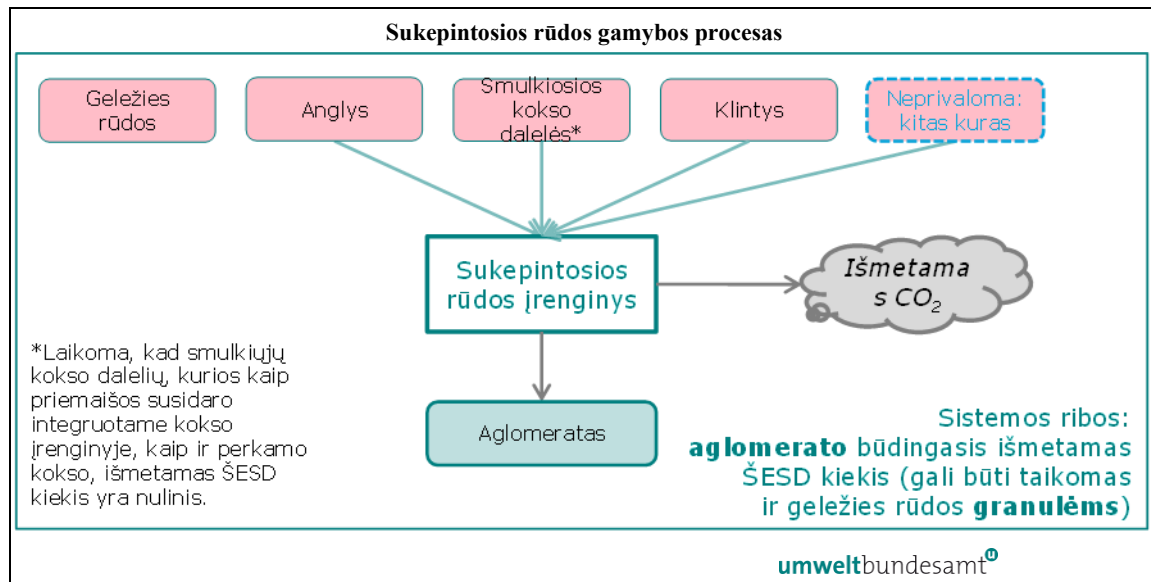 Sukepintosios rūdos gamybos procesas
Geležies
rūdos
Anglys
Smulkiosios
kokso
dalelės*
Klintys
Neprivaloma:
kitas kuras
Sukepintosios
rūdos įrenginys
Išmetama
s CO₂
*Laikoma, kad smulkiųjų
kokso dalelių, kurios kaip
priemaišos susidaro
integruotame kokso
įrenginyje, kaip ir perkamo
kokso, išmetamas ŠESD
kiekis yra nulinis.
Aglomeratas
Sistemos ribos:
aglomerato būdingasis išmetamas
ŠESD kiekis (gali būti taikomas
ir geležies rūdos granulėms)
umweltbundesamt